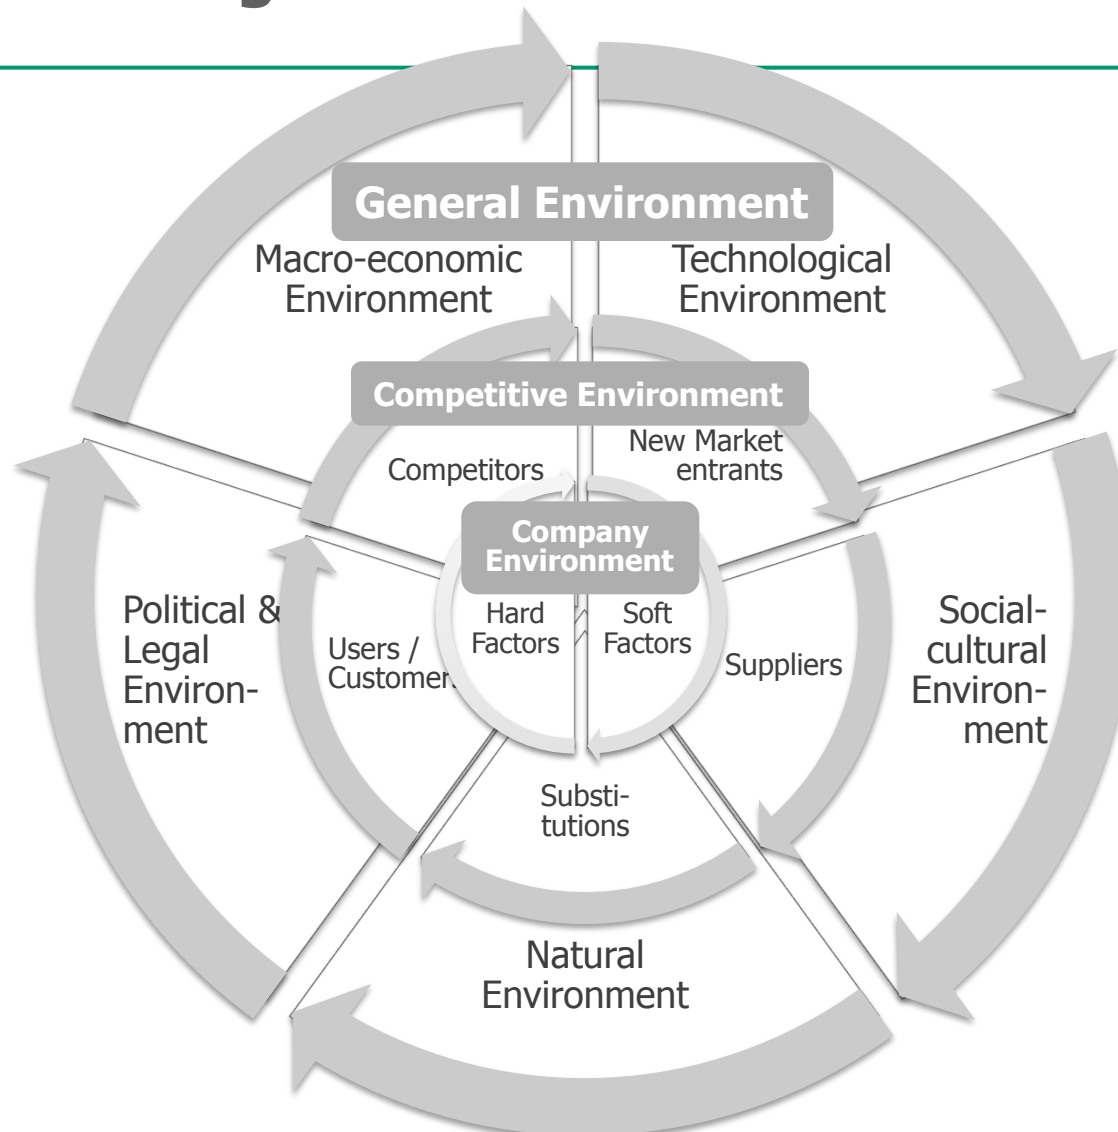 General Environment
Macro-economic
Environment
Technological
Environment
Competitive Environment
Competitors
New Market
entrants
Company
Environment
Hard
Factors
Soft
Factors
Political &
Legal
Environ-
ment
Users /
Customers
Suppliers
Social-
cultural
Environ-
ment
Substi-
tutions
Natural
Environment